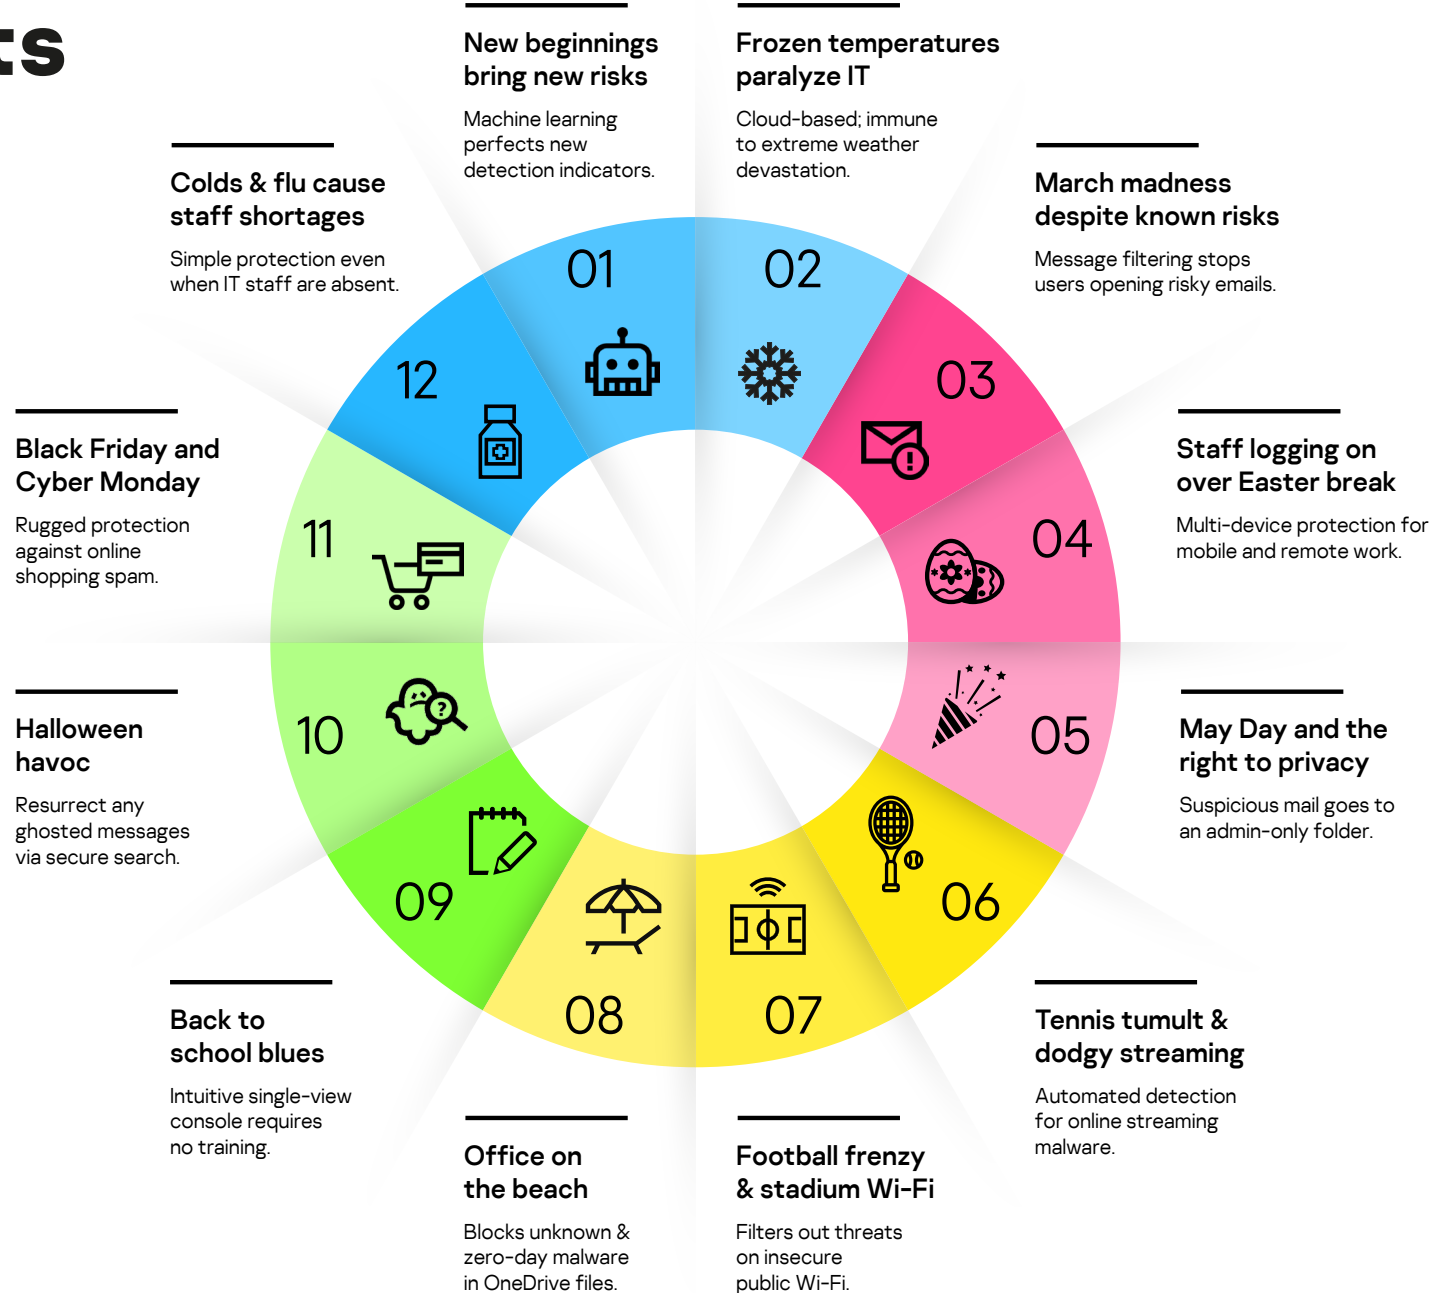 ts
New beginnings
bring new risks
Machine learning
perfects new
detection indicators.
01
Frozen temperatures
paralyze IT
Cloud-based; immune
to extreme weather
devastation.
02
March madness
despite known risks
Message filtering stops
users opening risky emails.
03
Staff logging on
over Easter break
Multi-device protection for
mobile and remote work.
04
May Day and the
right to privacy
Suspicious mail goes to
an admin-only folder.
05
Tennis tumult &
dodgy streaming
Automated detection
for online streaming
malware.
06
Football frenzy
& stadium Wi-Fi
Filters out threats
on insecure
public Wi-Fi.
07
Office on
the beach
Blocks unknown &
zero-day malware
in OneDrive files.
08
Back to
school blues
Intuitive single-view
console requires
no training.
09
Halloween
havoc
Resurrect any
ghosted messages
via secure search.
10
Black Friday and
Cyber Monday
Rugged protection
against online
shopping spam.
11
Colds & flu cause
staff shortages
Simple protection even
when IT staff are absent.
12